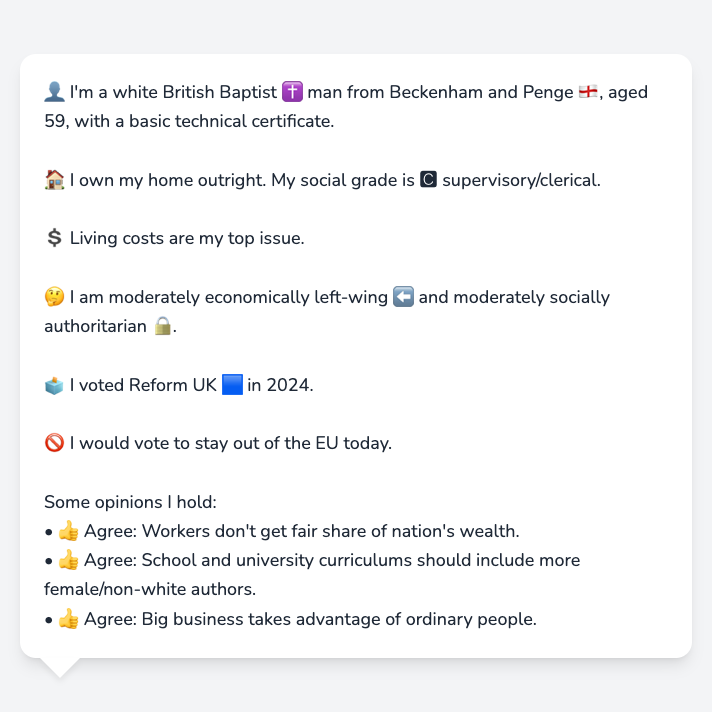 👤 I'm a white British Baptist ✝️ man from Beckenham and Penge 🏴󠁧󠁢󠁥󠁮󠁧󠁿, aged
59, with a basic technical certificate.
🏠 I own my home outright. My social grade is 🅲 supervisory/clerical.
💲 Living costs are my top issue.
🤔 I am moderately economically left-wing ⬅️ and moderately socially
authoritarian 🔒.
🗳️ I voted Reform UK 🟦 in 2024.
🚫 I would vote to stay out of the EU today.
Some opinions I hold:
• 👍 Agree: Workers don't get fair share of nation's wealth.
• 👍 Agree: School and university curriculums should include more
female/non-white authors.
• 👍 Agree: Big business takes advantage of ordinary people.